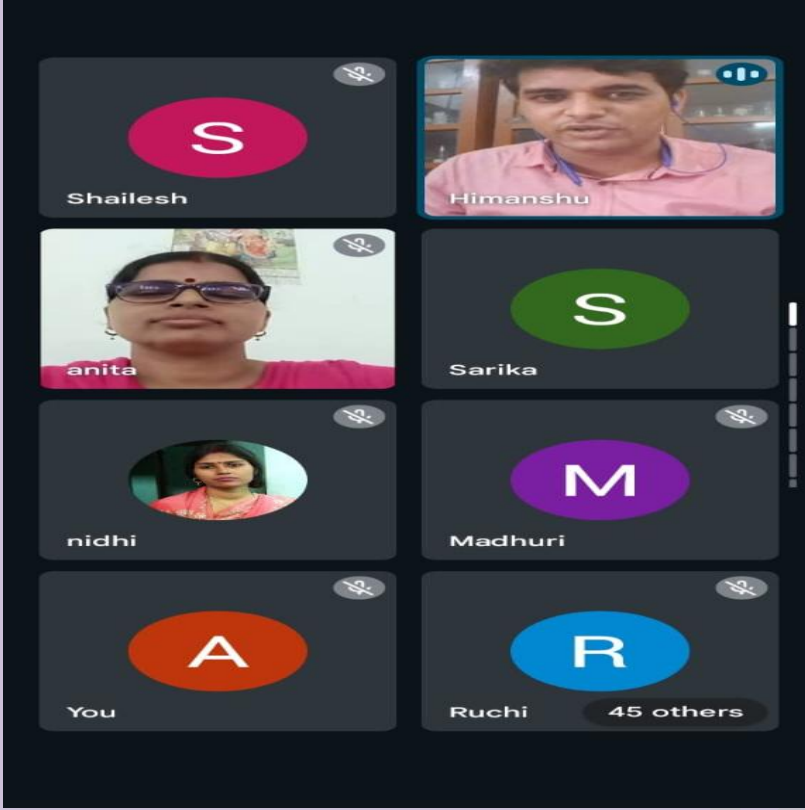 S
Shailesh
Himanshu
anita
S
Sarika
nidhi
M
Madhuri
A
You
R
Ruchi
45 others